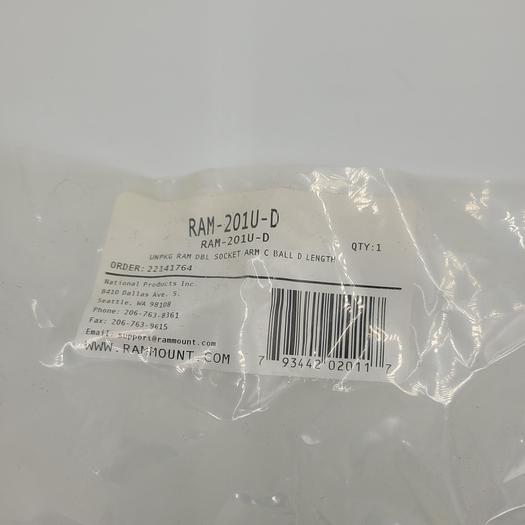 RAM-201U-D
RAM-201U-D
QTY:1
UNPKG RAM DBL SOCKET ARM C BALL D LENGTH
ORDER:22341764
National Products Inc.
8410 Dallas Ave. S.
Seattle, WA 98108
Phone: 206-763-8361
Fax: 206-763-9615
Email: support@rammount.com
WWW.RAMMOUNT.COM
7 93442 02011 7